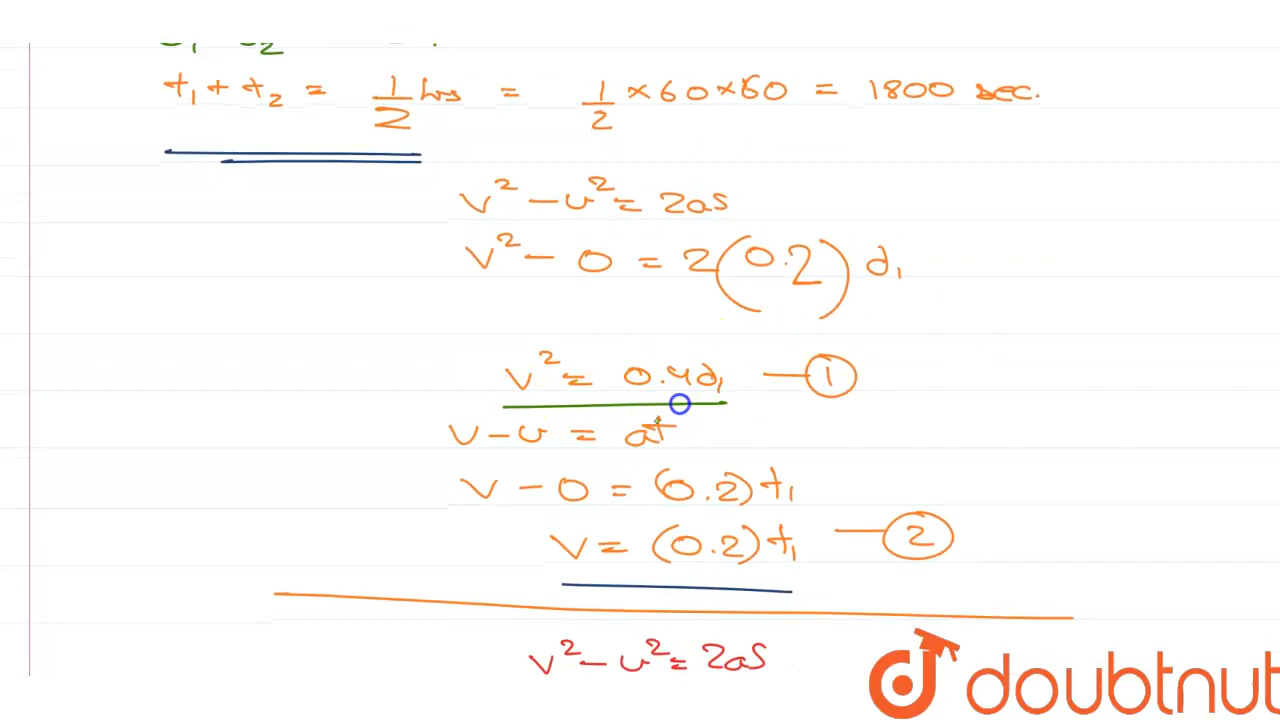 t₁ + t₂ = 1/2 hrs = 1/2 × 60 × 60 = 1800 sec.
v² - u² = 2as
v² - 0 = 2(0.2) d₁
v² = 0.4d₁ — 1
v - u = at
v - 0 = (0.2)t₁
v = (0.2)t₁ — 2
v² - u² = 2as
doubtnut